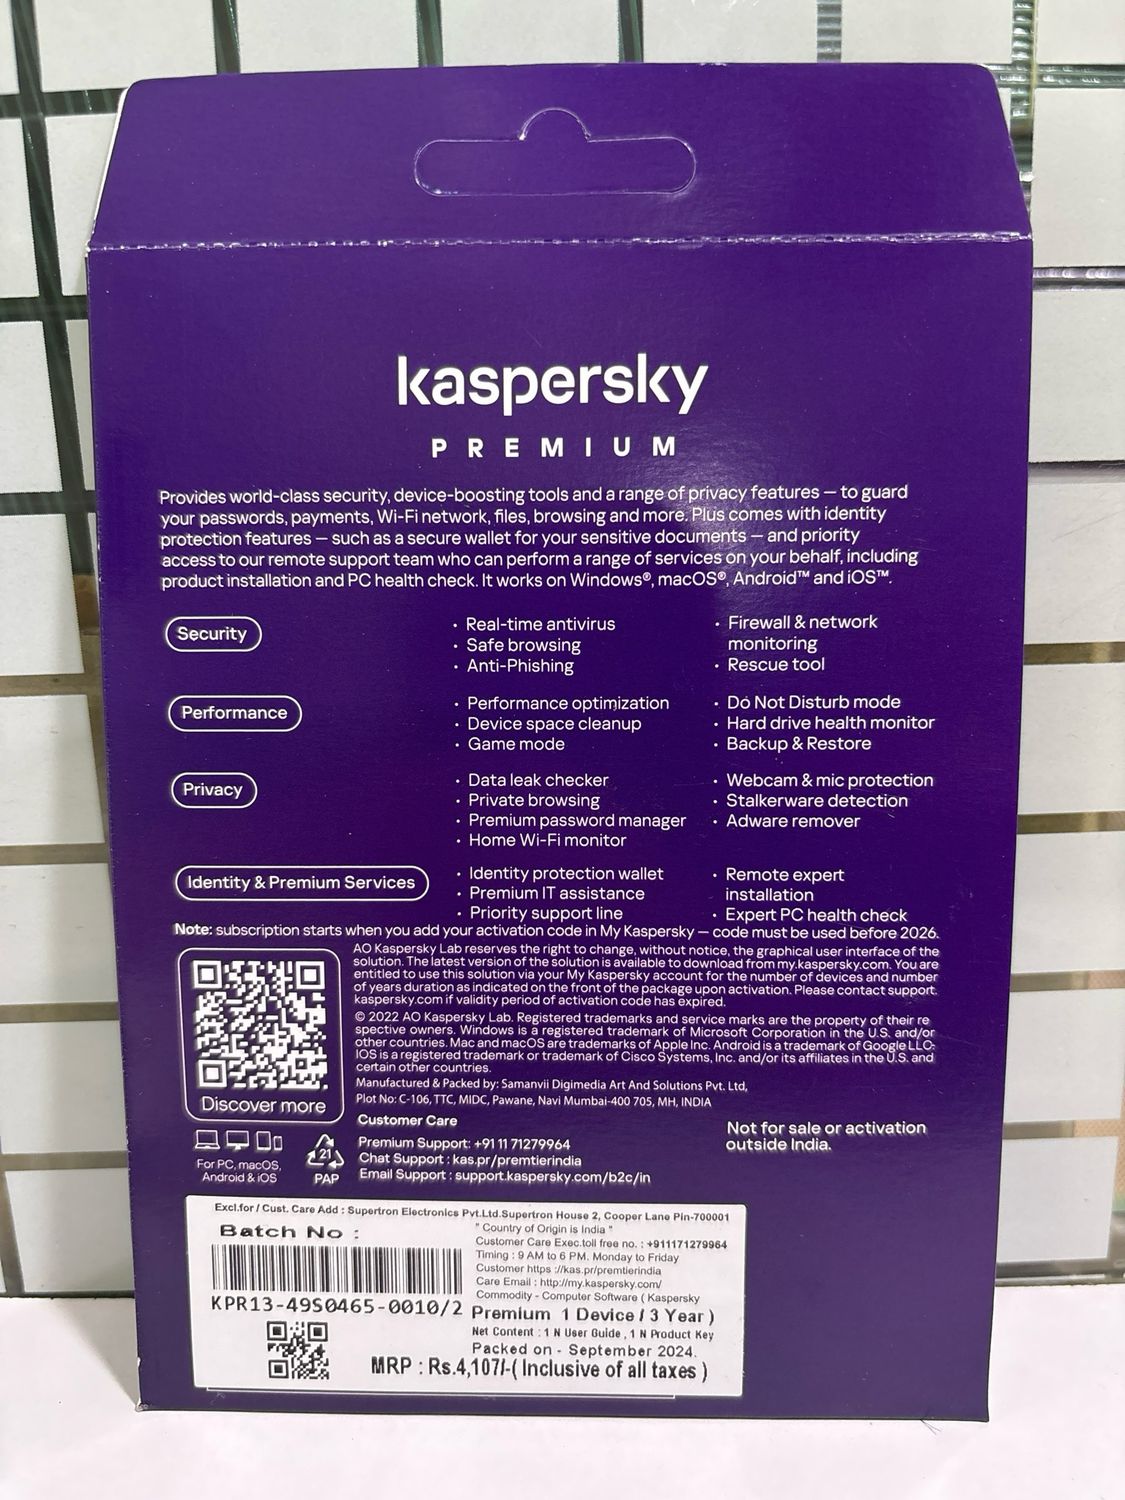 kaspersky
PREMIUM
Provides world-class security, device-boosting tools and a range of privacy features — to guard
your passwords, payments, Wi-Fi network, files, browsing and more. Plus comes with identity
protection features — such as a secure wallet for your sensitive documents — and priority
access to our remote support team who can perform a range of services on your behalf, including
product installation and PC health check. It works on Windows®, macOS®, Android™ and iOS™.
Security
• Real-time antivirus
• Safe browsing
• Anti-Phishing
• Firewall & network
monitoring
• Rescue tool
Performance
• Performance optimization
• Device space cleanup
• Game mode
• Do Not Disturb mode
• Hard drive health monitor
• Backup & Restore
Privacy
• Data leak checker
• Private browsing
• Premium password manager
• Home Wi-Fi monitor
• Webcam & mic protection
• Stalkerware detection
• Adware remover
Identity & Premium Services
• Identity protection wallet
• Premium IT assistance
• Priority support line
• Remote expert
installation
• Expert PC health check
Note: subscription starts when you add your activation code in My Kaspersky — code must be used before 2026.
AO Kaspersky Lab reserves the right to change, without notice, the graphical user interface of the
solution. The latest version of the solution is available to download from my.kaspersky.com. You are
entitled to use this solution via your My Kaspersky account for the number of devices and number
of years duration as indicated on the front of the package upon activation. Please contact support.
kaspersky.com if validity period of activation code has expired.
© 2022 AO Kaspersky Lab. Registered trademarks and service marks are the property of their re
spective owners. Windows is a registered trademark of Microsoft Corporation in the U.S. and/or
other countries. Mac and macOS are trademarks of Apple Inc. Android is a trademark of Google LLC.
IOS is a registered trademark or trademark of Cisco Systems, Inc. and/or its affiliates in the U.S. and
certain other countries.
Manufactured & Packed by: Samanvii Digimedia Art And Solutions Pvt. Ltd,
Plot No: C-106, TTC, MIDC, Pawane, Navi Mumbai-400 705, MH, INDIA
Discover more
For PC, macOS,
Android & iOS
21
PAP
Customer Care
Premium Support: +91 11 71279964
Chat Support : kas.pr/premtierindia
Email Support : support.kaspersky.com/b2c/in
Not for sale or activation
outside India.
Excl.for / Cust. Care Add : Supertron Electronics Pvt.Ltd.Supertron House 2, Cooper Lane Pin-700001
Batch No :
KPR13-49S0465-0010/2
" Country of Origin is India "
Customer Care Exec.toll free no. : +911171279964
Timing : 9 AM to 6 PM. Monday to Friday
Customer https ://kas.pr/premtierindia
Care Email : http://my.kaspersky.com/
Commodity - Computer Software ( Kaspersky
Premium 1 Device / 3 Year )
Net Content : 1 N User Guide , 1 N Product Key
Packed on - September 2024.
MRP : Rs.4,107/-( Inclusive of all taxes )